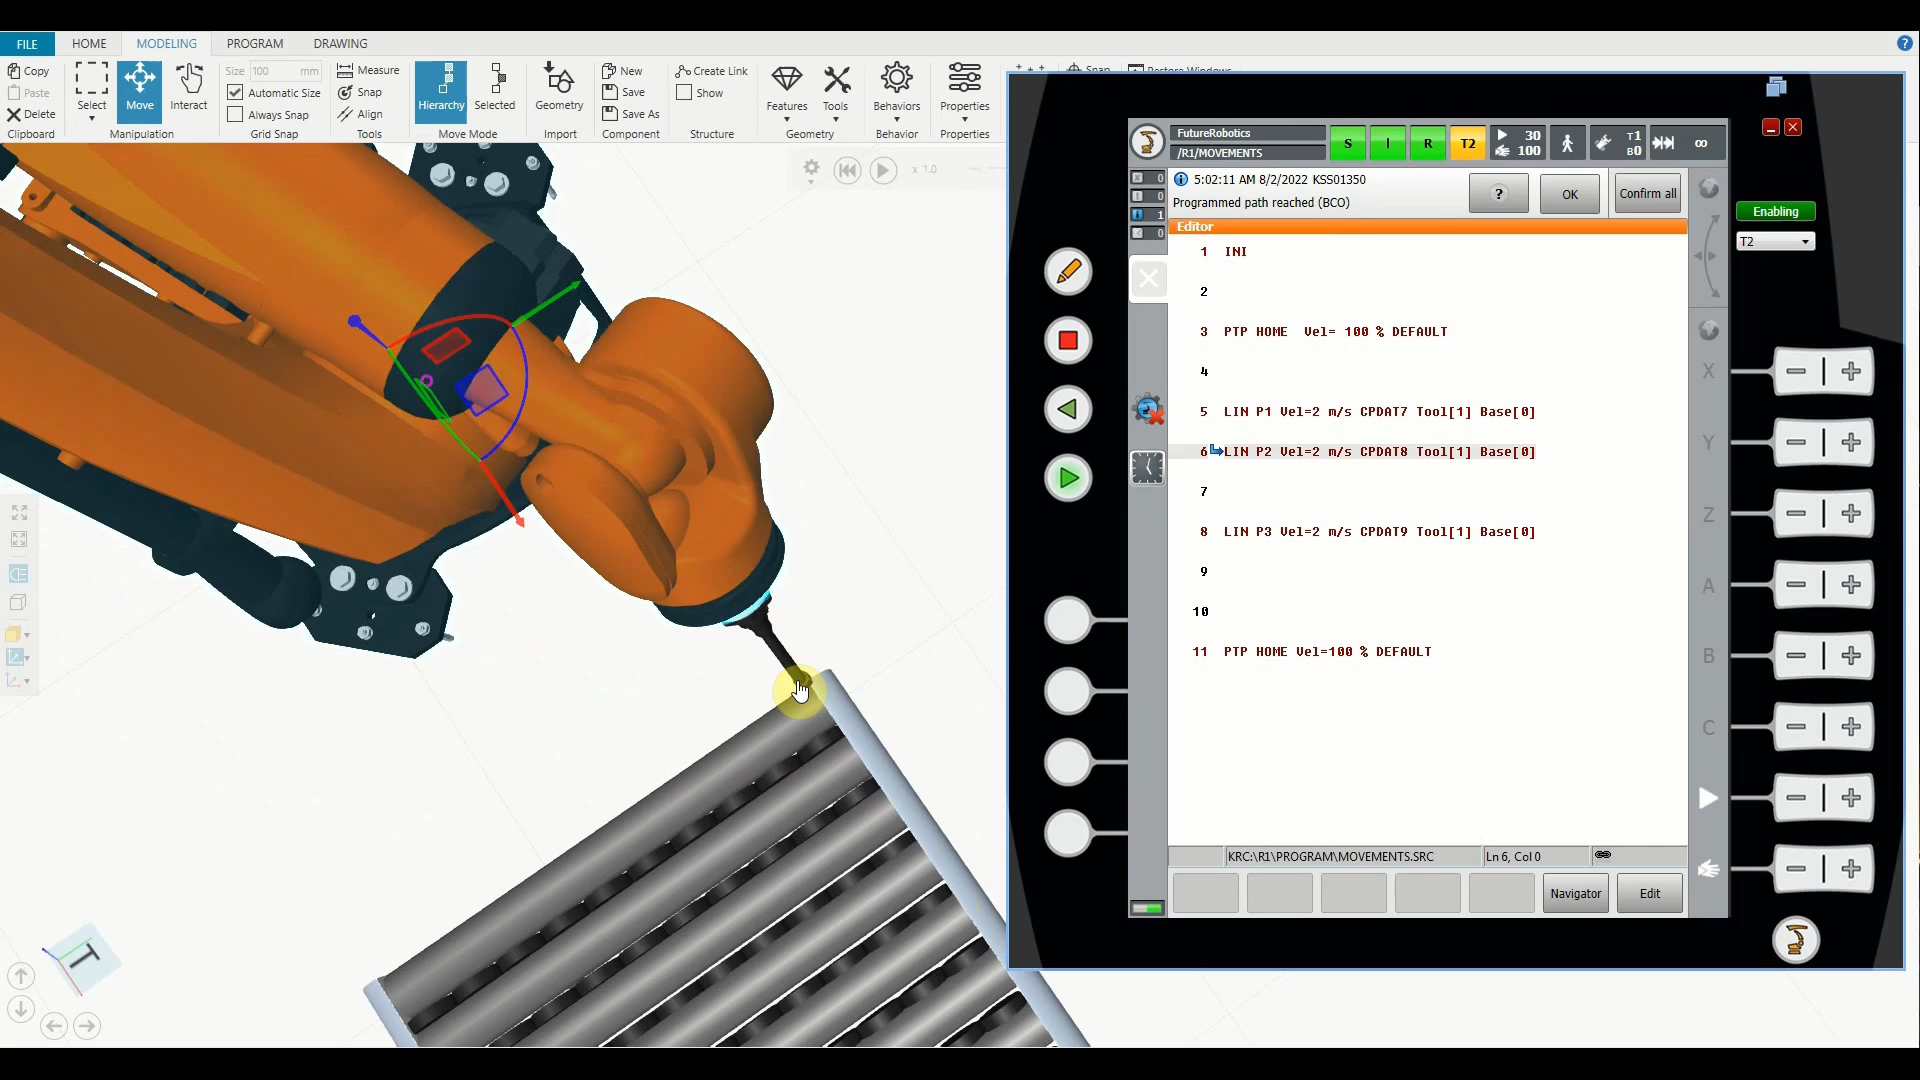 FILE HOME MODELING PROGRAM DRAWING
Copy
Paste
Delete
Clipboard
Select Move Interact
Manipulation
Size 100 mm
Automatic Size
Always Snap
Grid Snap
Measure
Snap
Align
Tools
Hierarchy Selected
Move Mode
Geometry
Import
New
Save
Save As
Component
Create Link
Show
Structure
Features Tools
Geometry
Behaviors
Behavior
Properties
Properties
Snap
Restore Windows
x 1.0
T
FutureRobotics
/R1/MOVEMENTS
S I R T2
30
100
T1
B0
∞
0
0
1
0
5:02:11 AM 8/2/2022 KSS01350
Programmed path reached (BCO)
? OK Confirm all
Enabling
T2
Editor
1 INI
2
3 PTP HOME Vel= 100 % DEFAULT
4
5 LIN P1 Vel=2 m/s CPDAT7 Tool[1] Base[0]
6 LIN P2 Vel=2 m/s CPDAT8 Tool[1] Base[0]
7
8 LIN P3 Vel=2 m/s CPDAT9 Tool[1] Base[0]
9
10
11 PTP HOME Vel=100 % DEFAULT
X
Y
Z
A
B
C
KRC:\R1\PROGRAM\MOVEMENTS.SRC Ln 6, Col 0
Navigator Edit